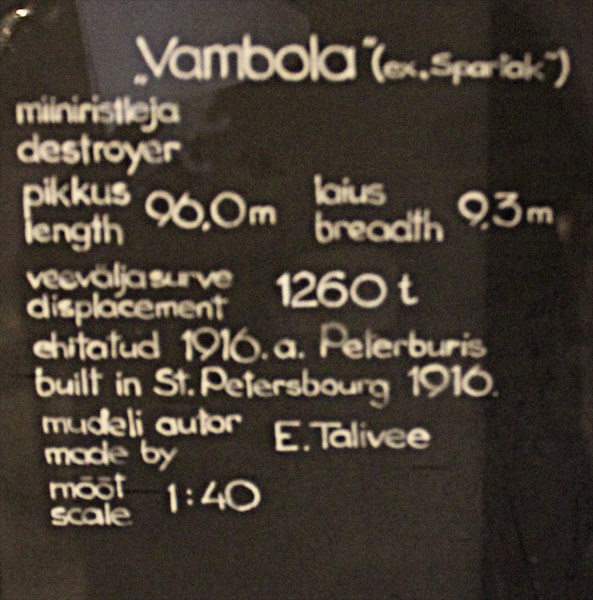 „Vambola“ (ex. „Spartak“)
miiniristleja
destroyer
pikkus 96,0 m laius 9,3 m
length breadth
veeväljasurve 1260 t
displacement
ehitatud 1916. a. Peterburis
built in St. Petersbourg 1916.
mudeli autor E. Talivee
made by
mõõt 1:40
scale